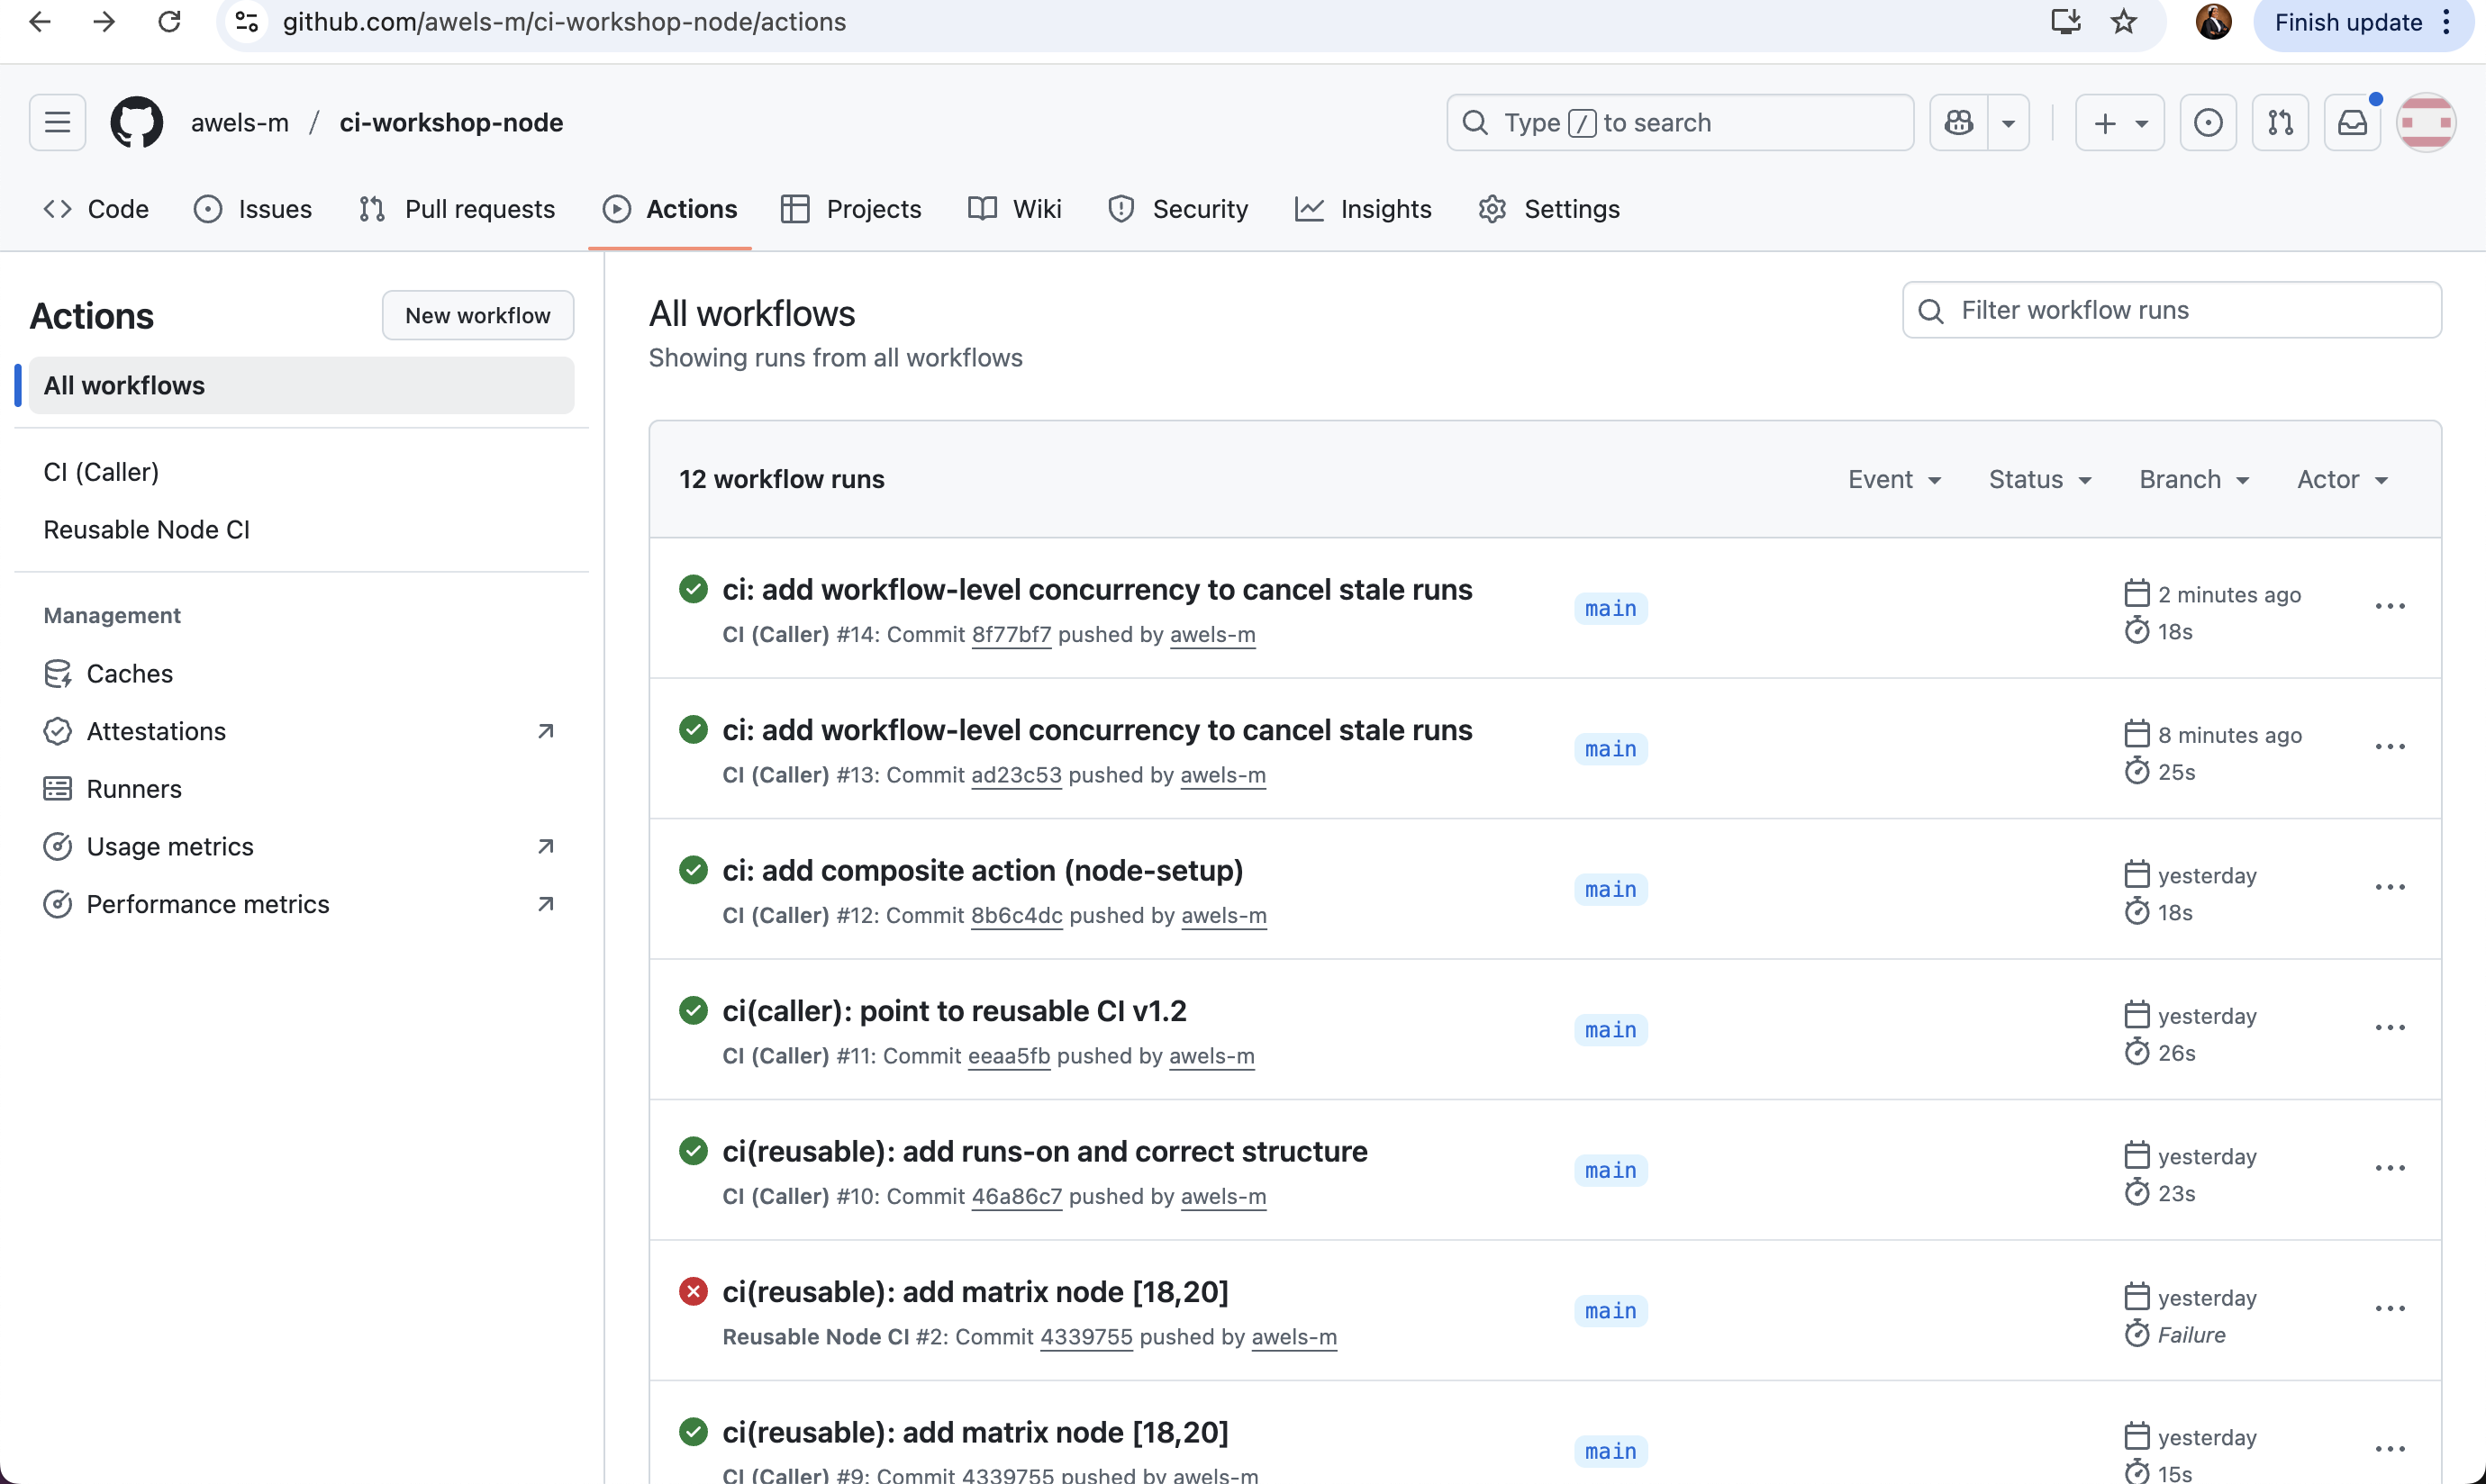 github.com/awels-m/ci-workshop-node/actions
Finish update
awels-m / ci-workshop-node
Type / to search
Code
Issues
Pull requests
Actions
Projects
Wiki
Security
Insights
Settings
Actions
New workflow
All workflows
CI (Caller)
Reusable Node CI
Management
Caches
Attestations
Runners
Usage metrics
Performance metrics
All workflows
Showing runs from all workflows
Filter workflow runs
12 workflow runs
Event
Status
Branch
Actor
ci: add workflow-level concurrency to cancel stale runs
CI (Caller) #14: Commit 8f77bf7 pushed by awels-m
main
2 minutes ago
18s
ci: add workflow-level concurrency to cancel stale runs
CI (Caller) #13: Commit ad23c53 pushed by awels-m
main
8 minutes ago
25s
ci: add composite action (node-setup)
CI (Caller) #12: Commit 8b6c4dc pushed by awels-m
main
yesterday
18s
ci(caller): point to reusable CI v1.2
CI (Caller) #11: Commit eeaa5fb pushed by awels-m
main
yesterday
26s
ci(reusable): add runs-on and correct structure
CI (Caller) #10: Commit 46a86c7 pushed by awels-m
main
yesterday
23s
ci(reusable): add matrix node [18,20]
Reusable Node CI #2: Commit 4339755 pushed by awels-m
main
yesterday
Failure
ci(reusable): add matrix node [18,20]
CI (Caller) #9: Commit 4339755 pushed by awels-m
main
yesterday
15s